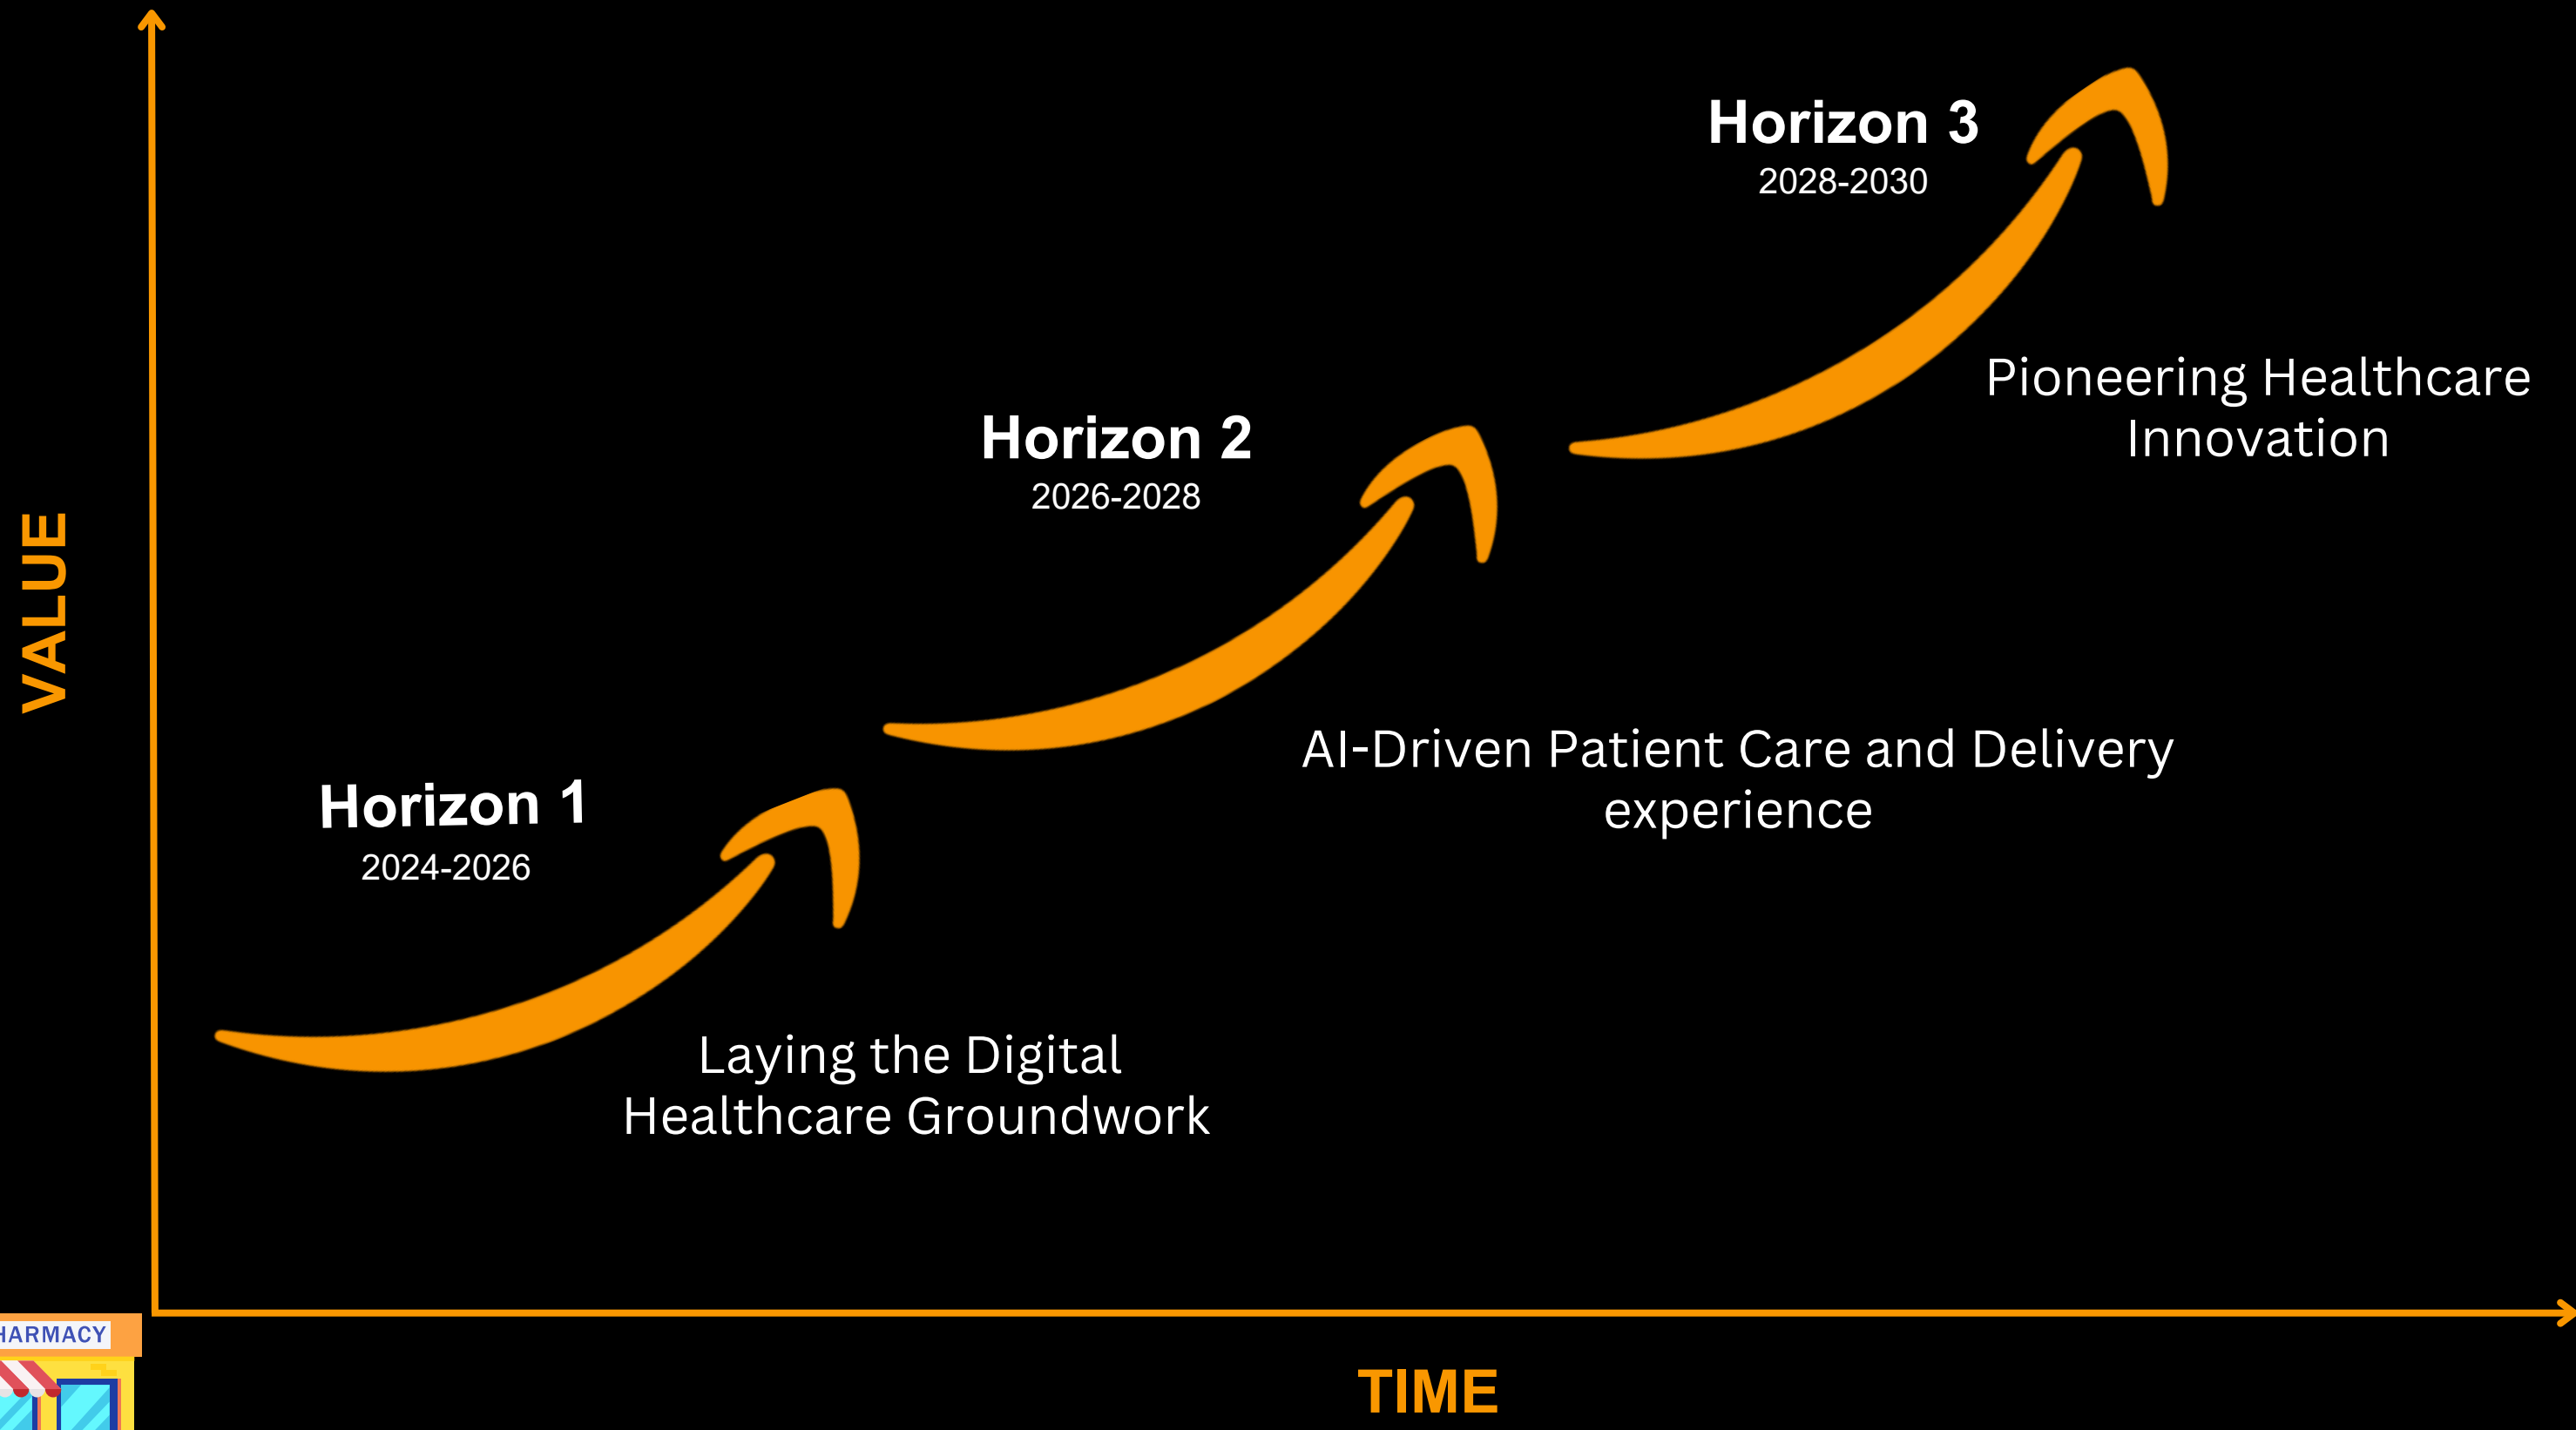 Horizon 3
2028-2030
Pioneering Healthcare
Innovation
Horizon 2
2026-2028
AI-Driven Patient Care and Delivery
experience
Horizon 1
2024-2026
Laying the Digital
Healthcare Groundwork
VALUE
TIME
HARMACY